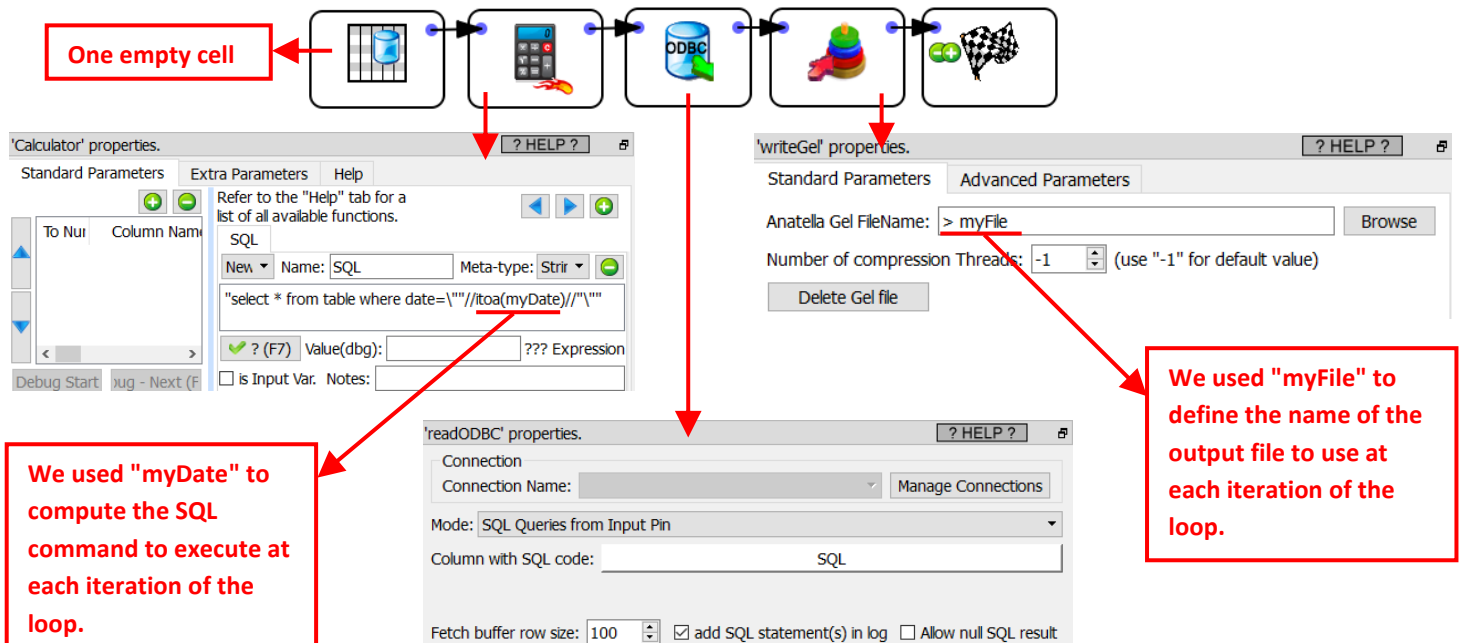 One empty cell
ODBC
'Calculator' properties.
? HELP ?
Standard Parameters
Extra Parameters
Help
Refer to the "Help" tab for a
list of all available functions.
To Nur
Column Name
SQL
New
Name: SQL
Meta-type: Strir
"select * from table where date=\""//itoa(myDate)//"\""
? (F7)
Value(dbg):
??? Expression
Debug Start
ug - Next (F
is Input Var. Notes:
'writeGel' properties.
? HELP ?
Standard Parameters
Advanced Parameters
Anatella Gel FileName: > myFile
Browse
Number of compression Threads: -1 (use "-1" for default value)
Delete Gel file
We used "myDate" to
compute the SQL
command to execute at
each iteration of the
loop.
'readODBC' properties.
? HELP ?
Connection
Connection Name:
Manage Connections
Mode: SQL Queries from Input Pin
Column with SQL code: SQL
Fetch buffer row size: 100 add SQL statement(s) in log Allow null SQL result
We used "myFile" to
define the name of the
output file to use at
each iteration of the
loop.